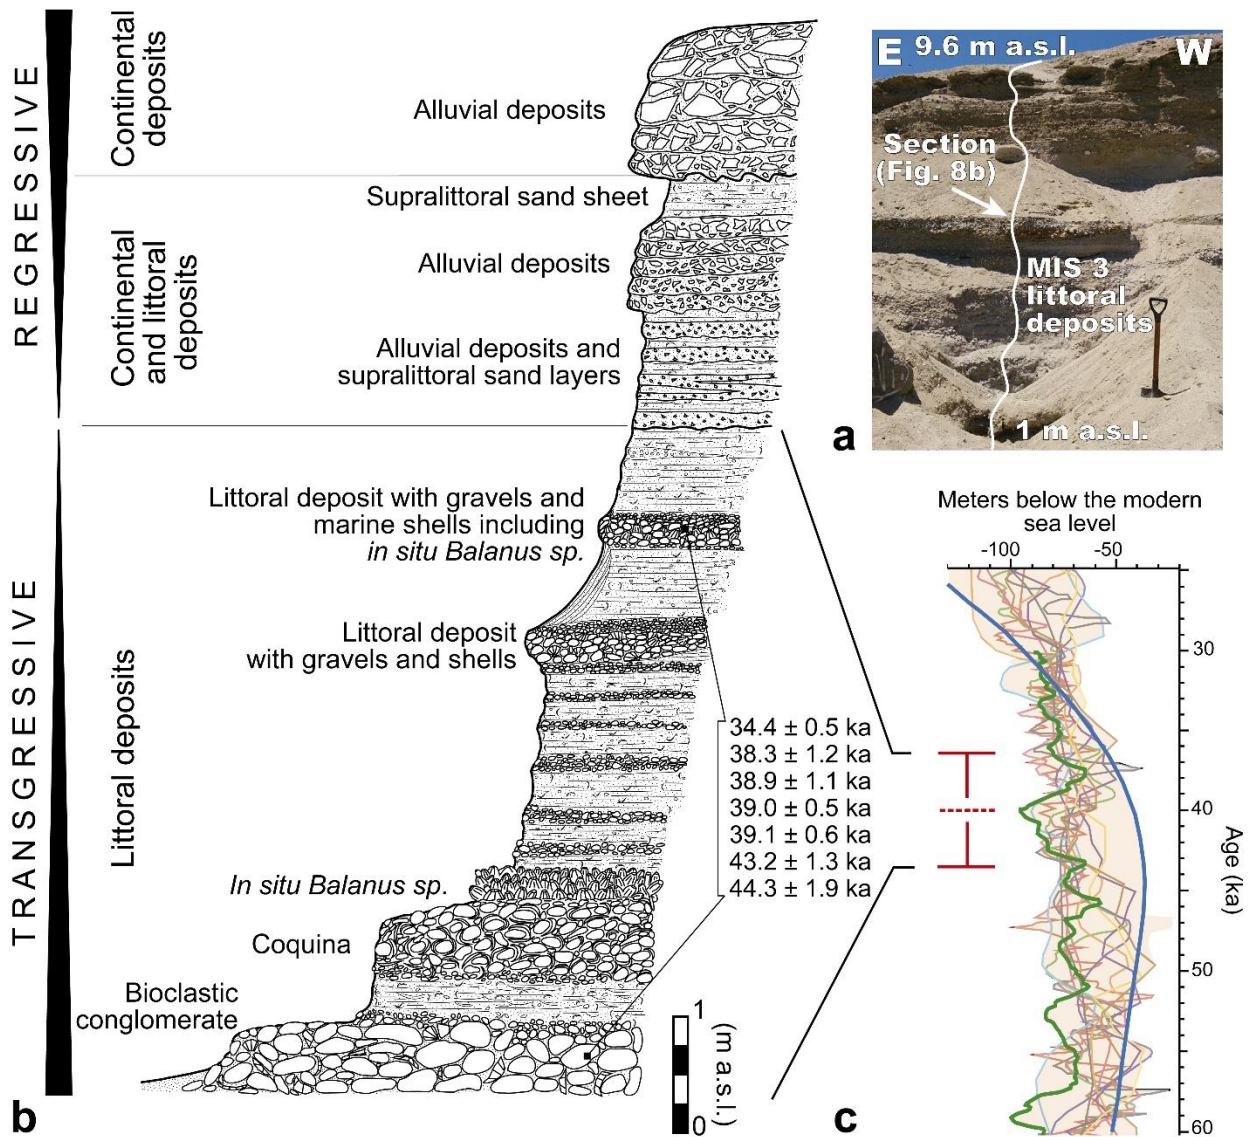 REGRESSIVE
Continental
deposits
Alluvial deposits
Supralittoral sand sheet
Continental
and littoral
deposits
Alluvial deposits
Alluvial deposits and
supralittoral sand layers
TRANSGRESSIVE
Littoral deposits
Littoral deposit with gravels and
marine shells including
in situ Balanus sp.
Littoral deposit
with gravels and shells
In situ Balanus sp.
Coquina
Bioclastic
conglomerate
34.4 ± 0.5 ka
38.3 ± 1.2 ka
38.9 ± 1.1 ka
39.0 ± 0.5 ka
39.1 ± 0.6 ka
43.2 ± 1.3 ka
44.3 ± 1.9 ka
1
0
(m a.s.l.)
b
a
E 9.6 m a.s.l. W
Section
(Fig. 8b)
MIS 3
littoral
deposits
1 m a.s.l.
Meters below the modern
sea level
-100 -50
30
40
50
60
Age (ka)
c